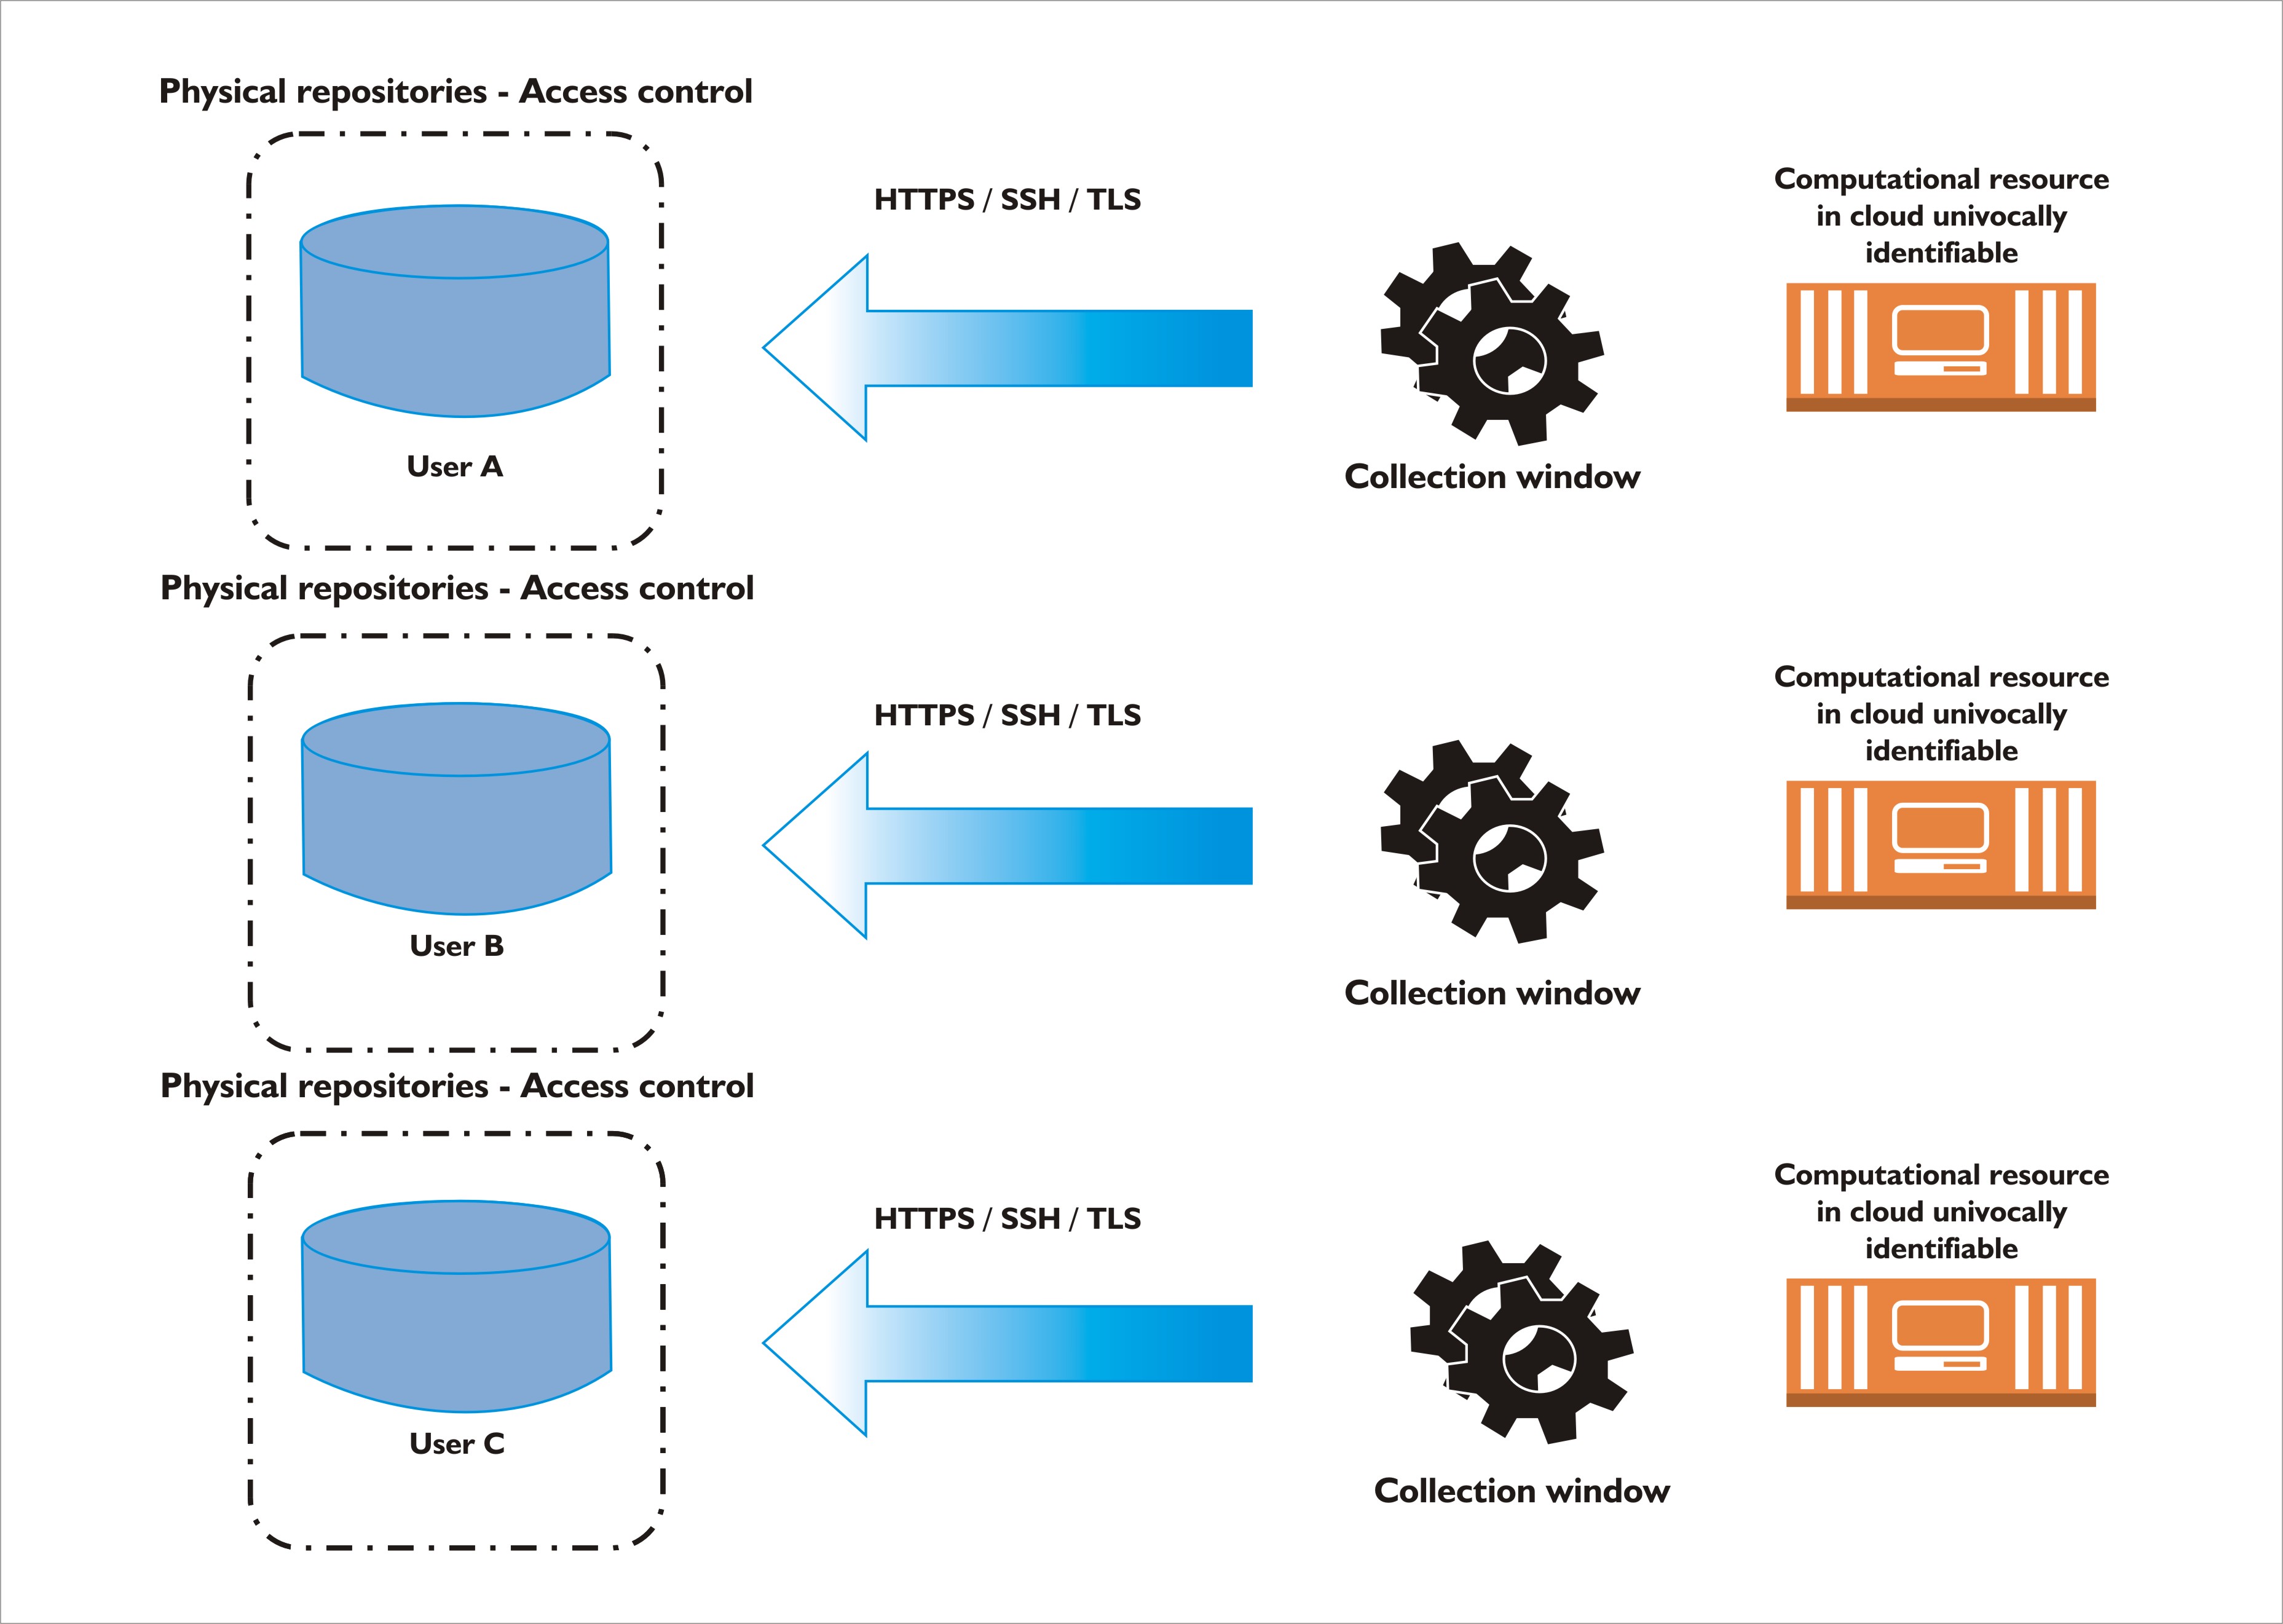 Physical repositories - Access control
HTTPS / SSH / TLS
Computational resource
in cloud univocally
identifiable
User A
Collection window
Physical repositories - Access control
HTTPS / SSH / TLS
Computational resource
in cloud univocally
identifiable
User B
Collection window
Physical repositories - Access control
HTTPS / SSH / TLS
Computational resource
in cloud univocally
identifiable
User C
Collection window